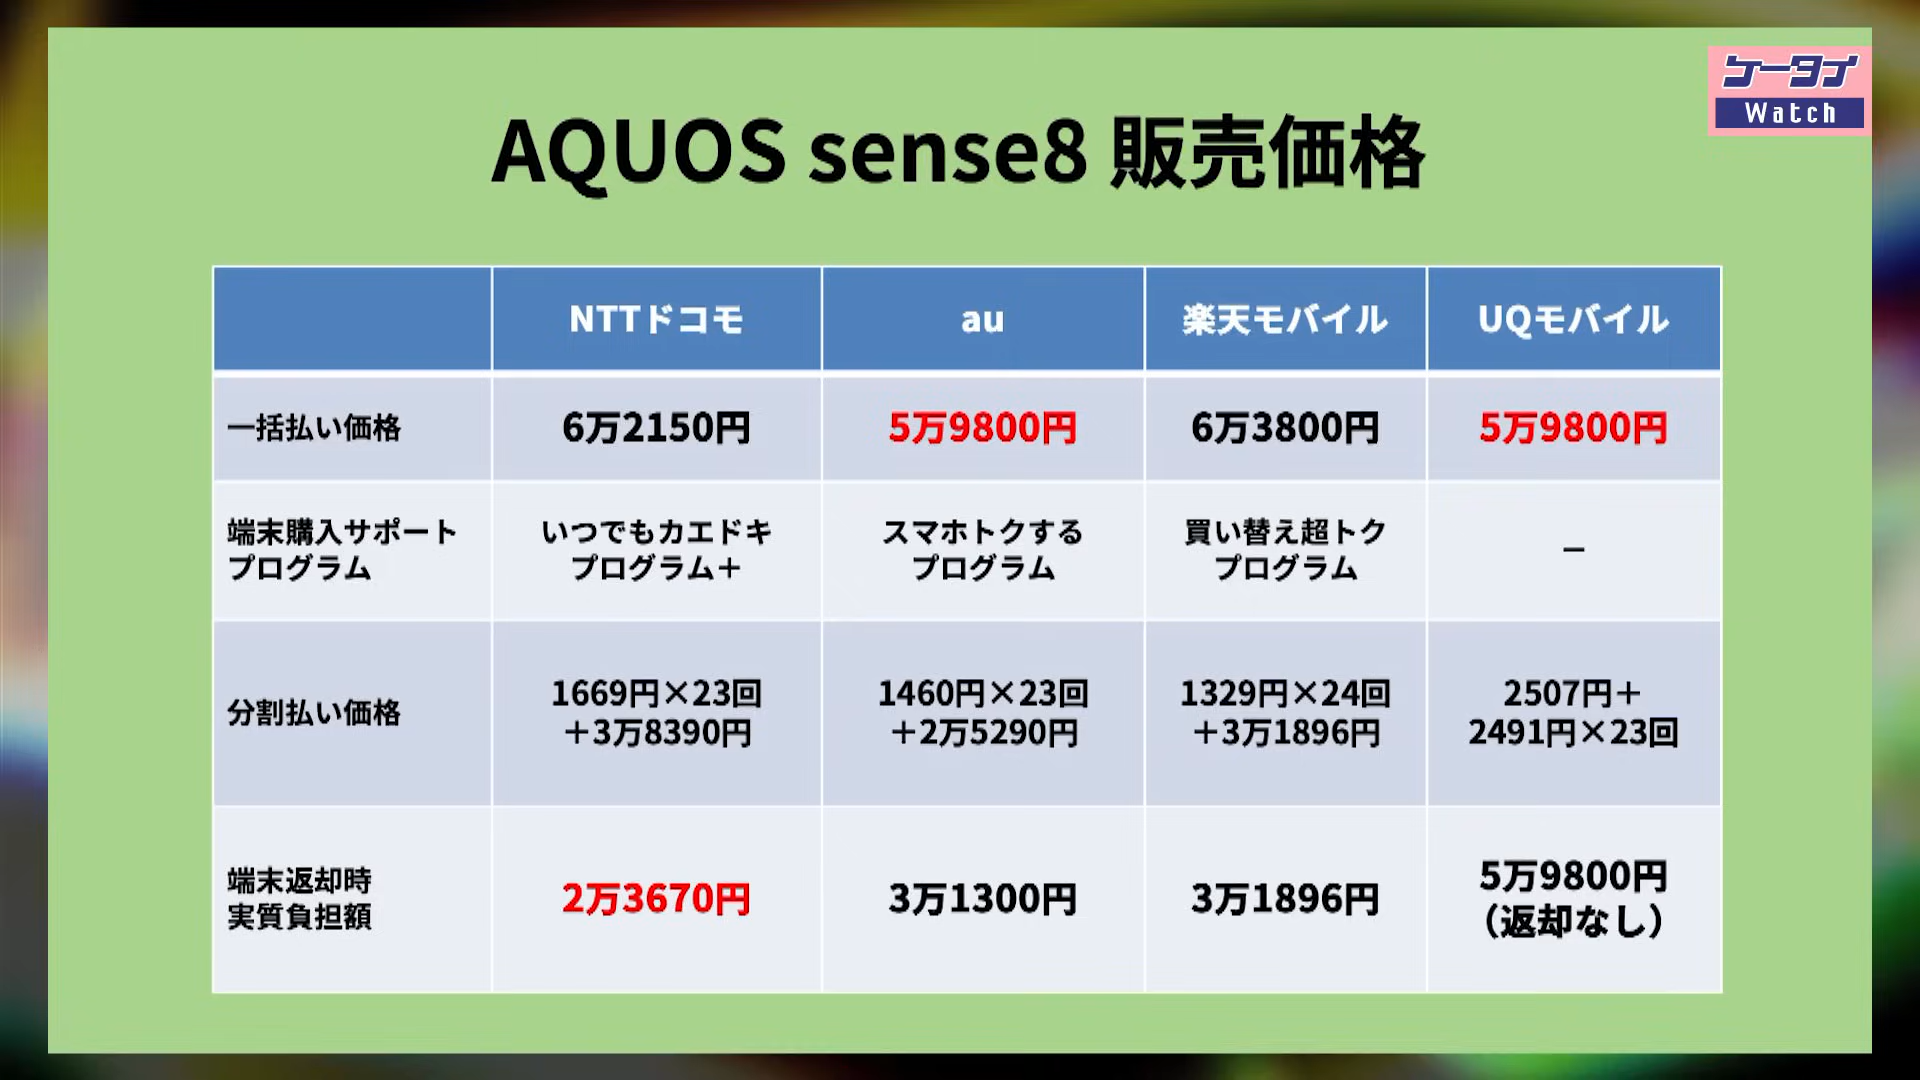 ケータイ
Watch
AQUOS sense8 販売価格
NTTドコモ
au
楽天モバイル
UQモバイル
一括払い価格
6万2150円
5万9800円
6万3800円
5万9800円
端末購入サポート
プログラム
いつでもカエドキ
プログラム＋
スマホトクする
プログラム
買い替え超トク
プログラム
–
分割払い価格
1669円×23回
＋3万8390円
1460円×23回
＋2万5290円
1329円×24回
＋3万1896円
2507円＋
2491円×23回
端末返却時
実質負担額
2万3670円
3万1300円
3万1896円
5万9800円
（返却なし）